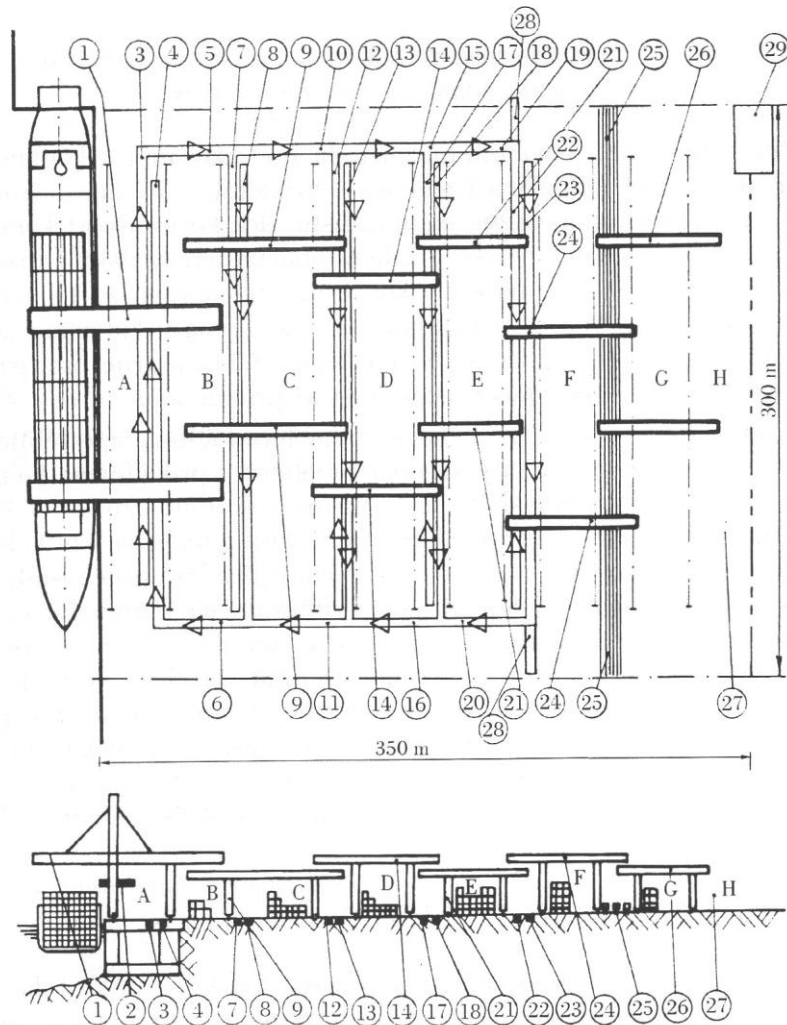 1 3 4 5 7 8 9 10 12 13 14 15 17 18 19 21 25 26
28
29
22
23
24
A B C D E F G H
300 m
6 9 11 14 16 20 21 24 25 27
28
350 m
A B C D E F G H
1 2 3 4 7 8 9 12 13 14 17 18 21 22 23 24 25 26 27